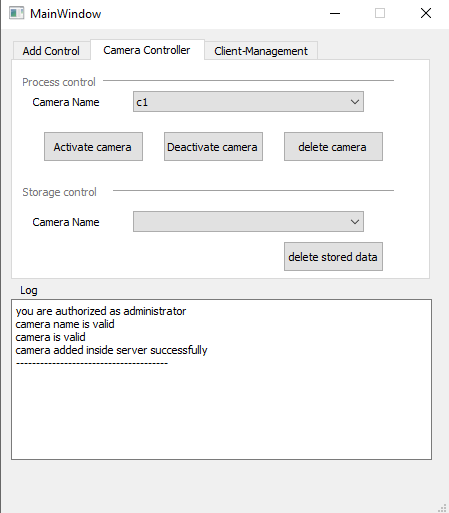 MainWindow
Add Control Camera Controller Client-Management
Process control
Camera Name c1
Activate camera Deactivate camera delete camera
Storage control
Camera Name
delete stored data
Log
you are authorized as administrator
camera name is valid
camera is valid
camera added inside server successfully
--------------------------------------